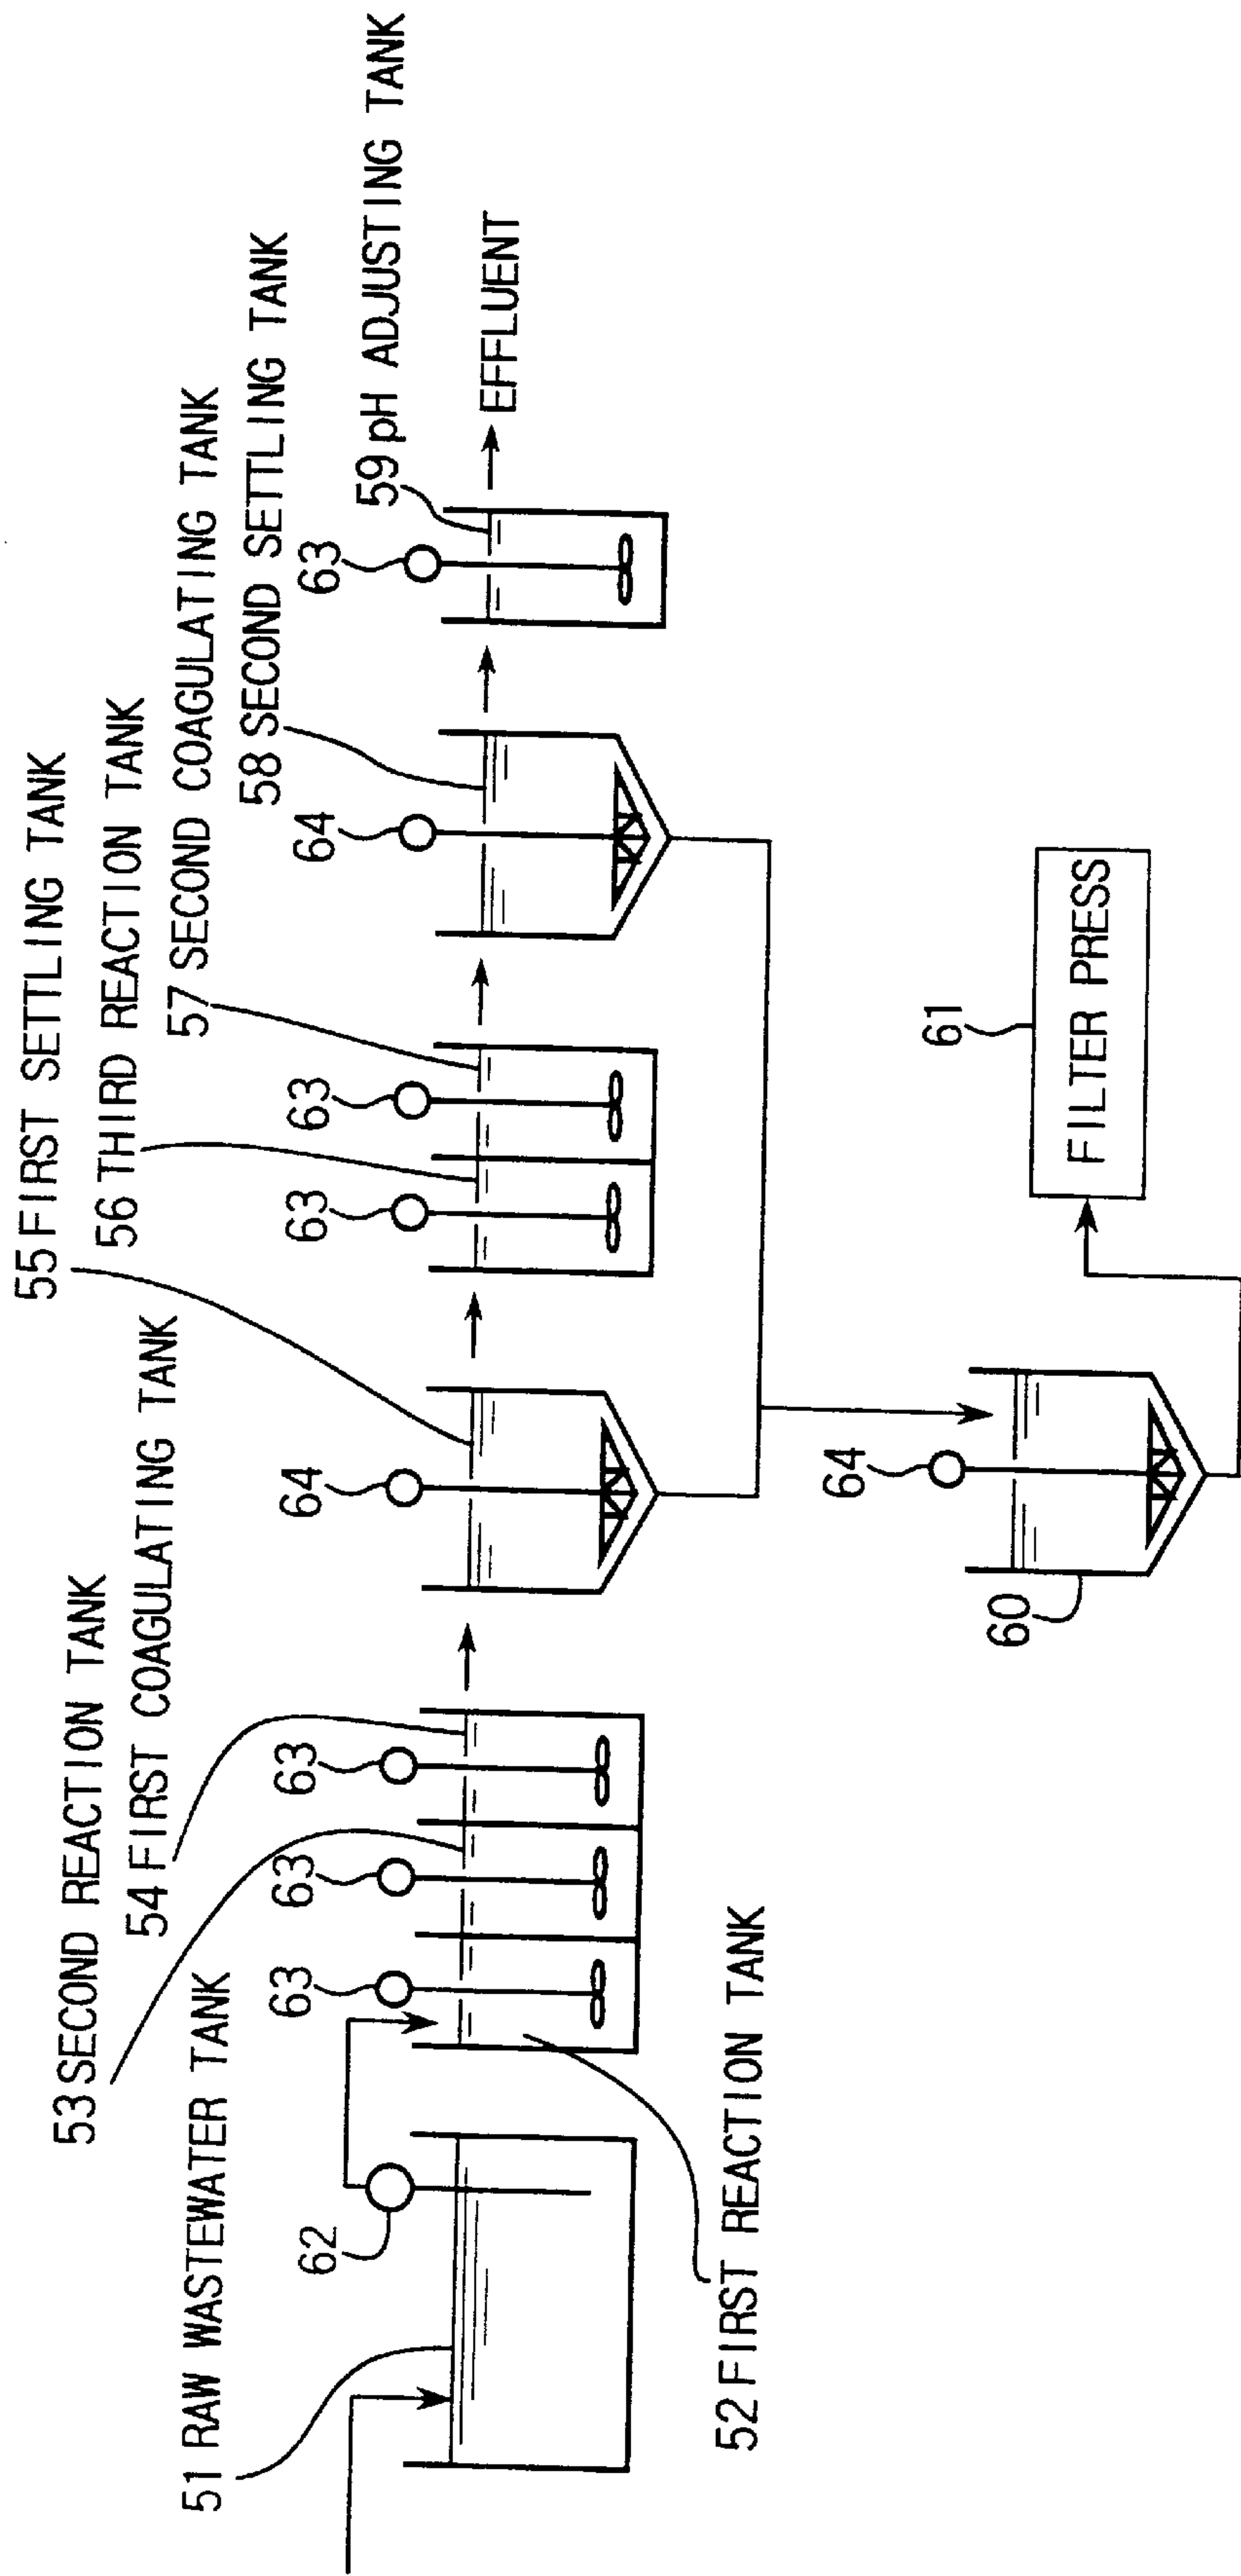 55 FIRST SETTLING TANK
56 THIRD REACTION TANK
57 SECOND COAGULATING TANK
58 SECOND SETTLING TANK
59 pH ADJUSTING TANK
53 SECOND REACTION TANK
54 FIRST COAGULATING TANK
51 RAW WASTEWATER TANK
62
63
63
63
64
63
63
64
63
EFFLUENT
52 FIRST REACTION TANK
60
64
61
FILTER PRESS